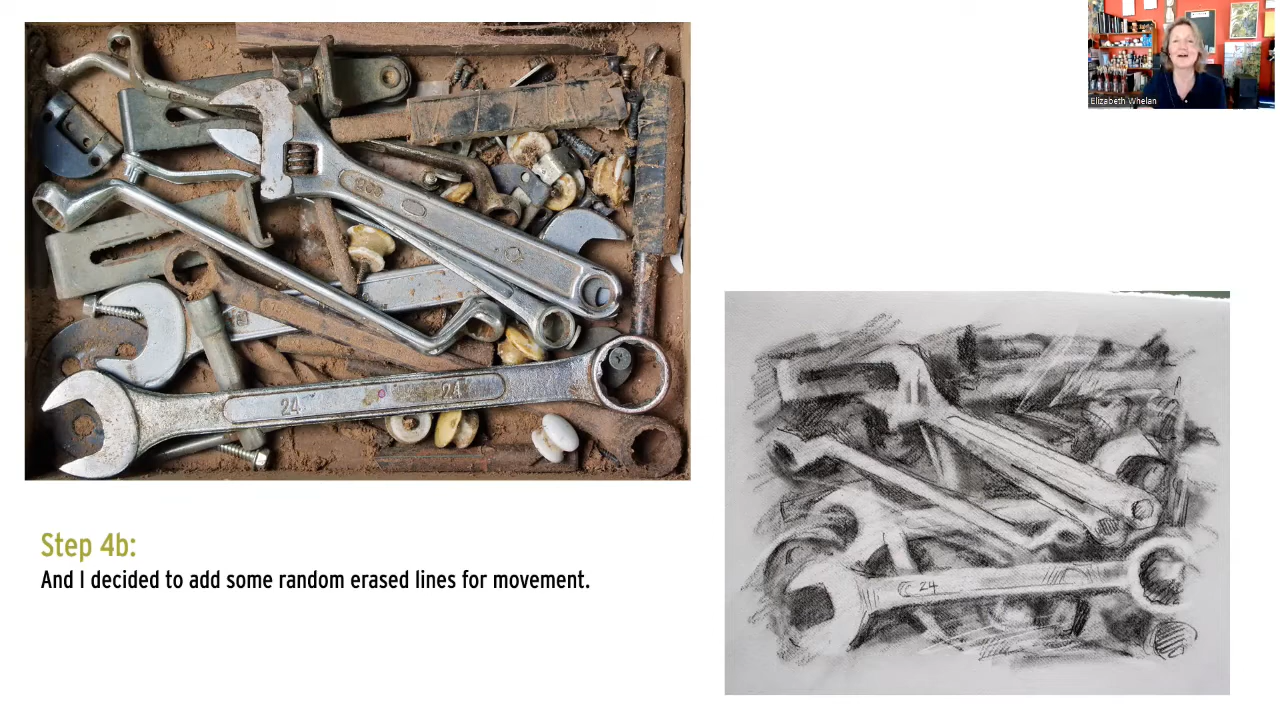 Elizabeth Whelan
24
24
Step 4b:
And I decided to add some random erased lines for movement.
24